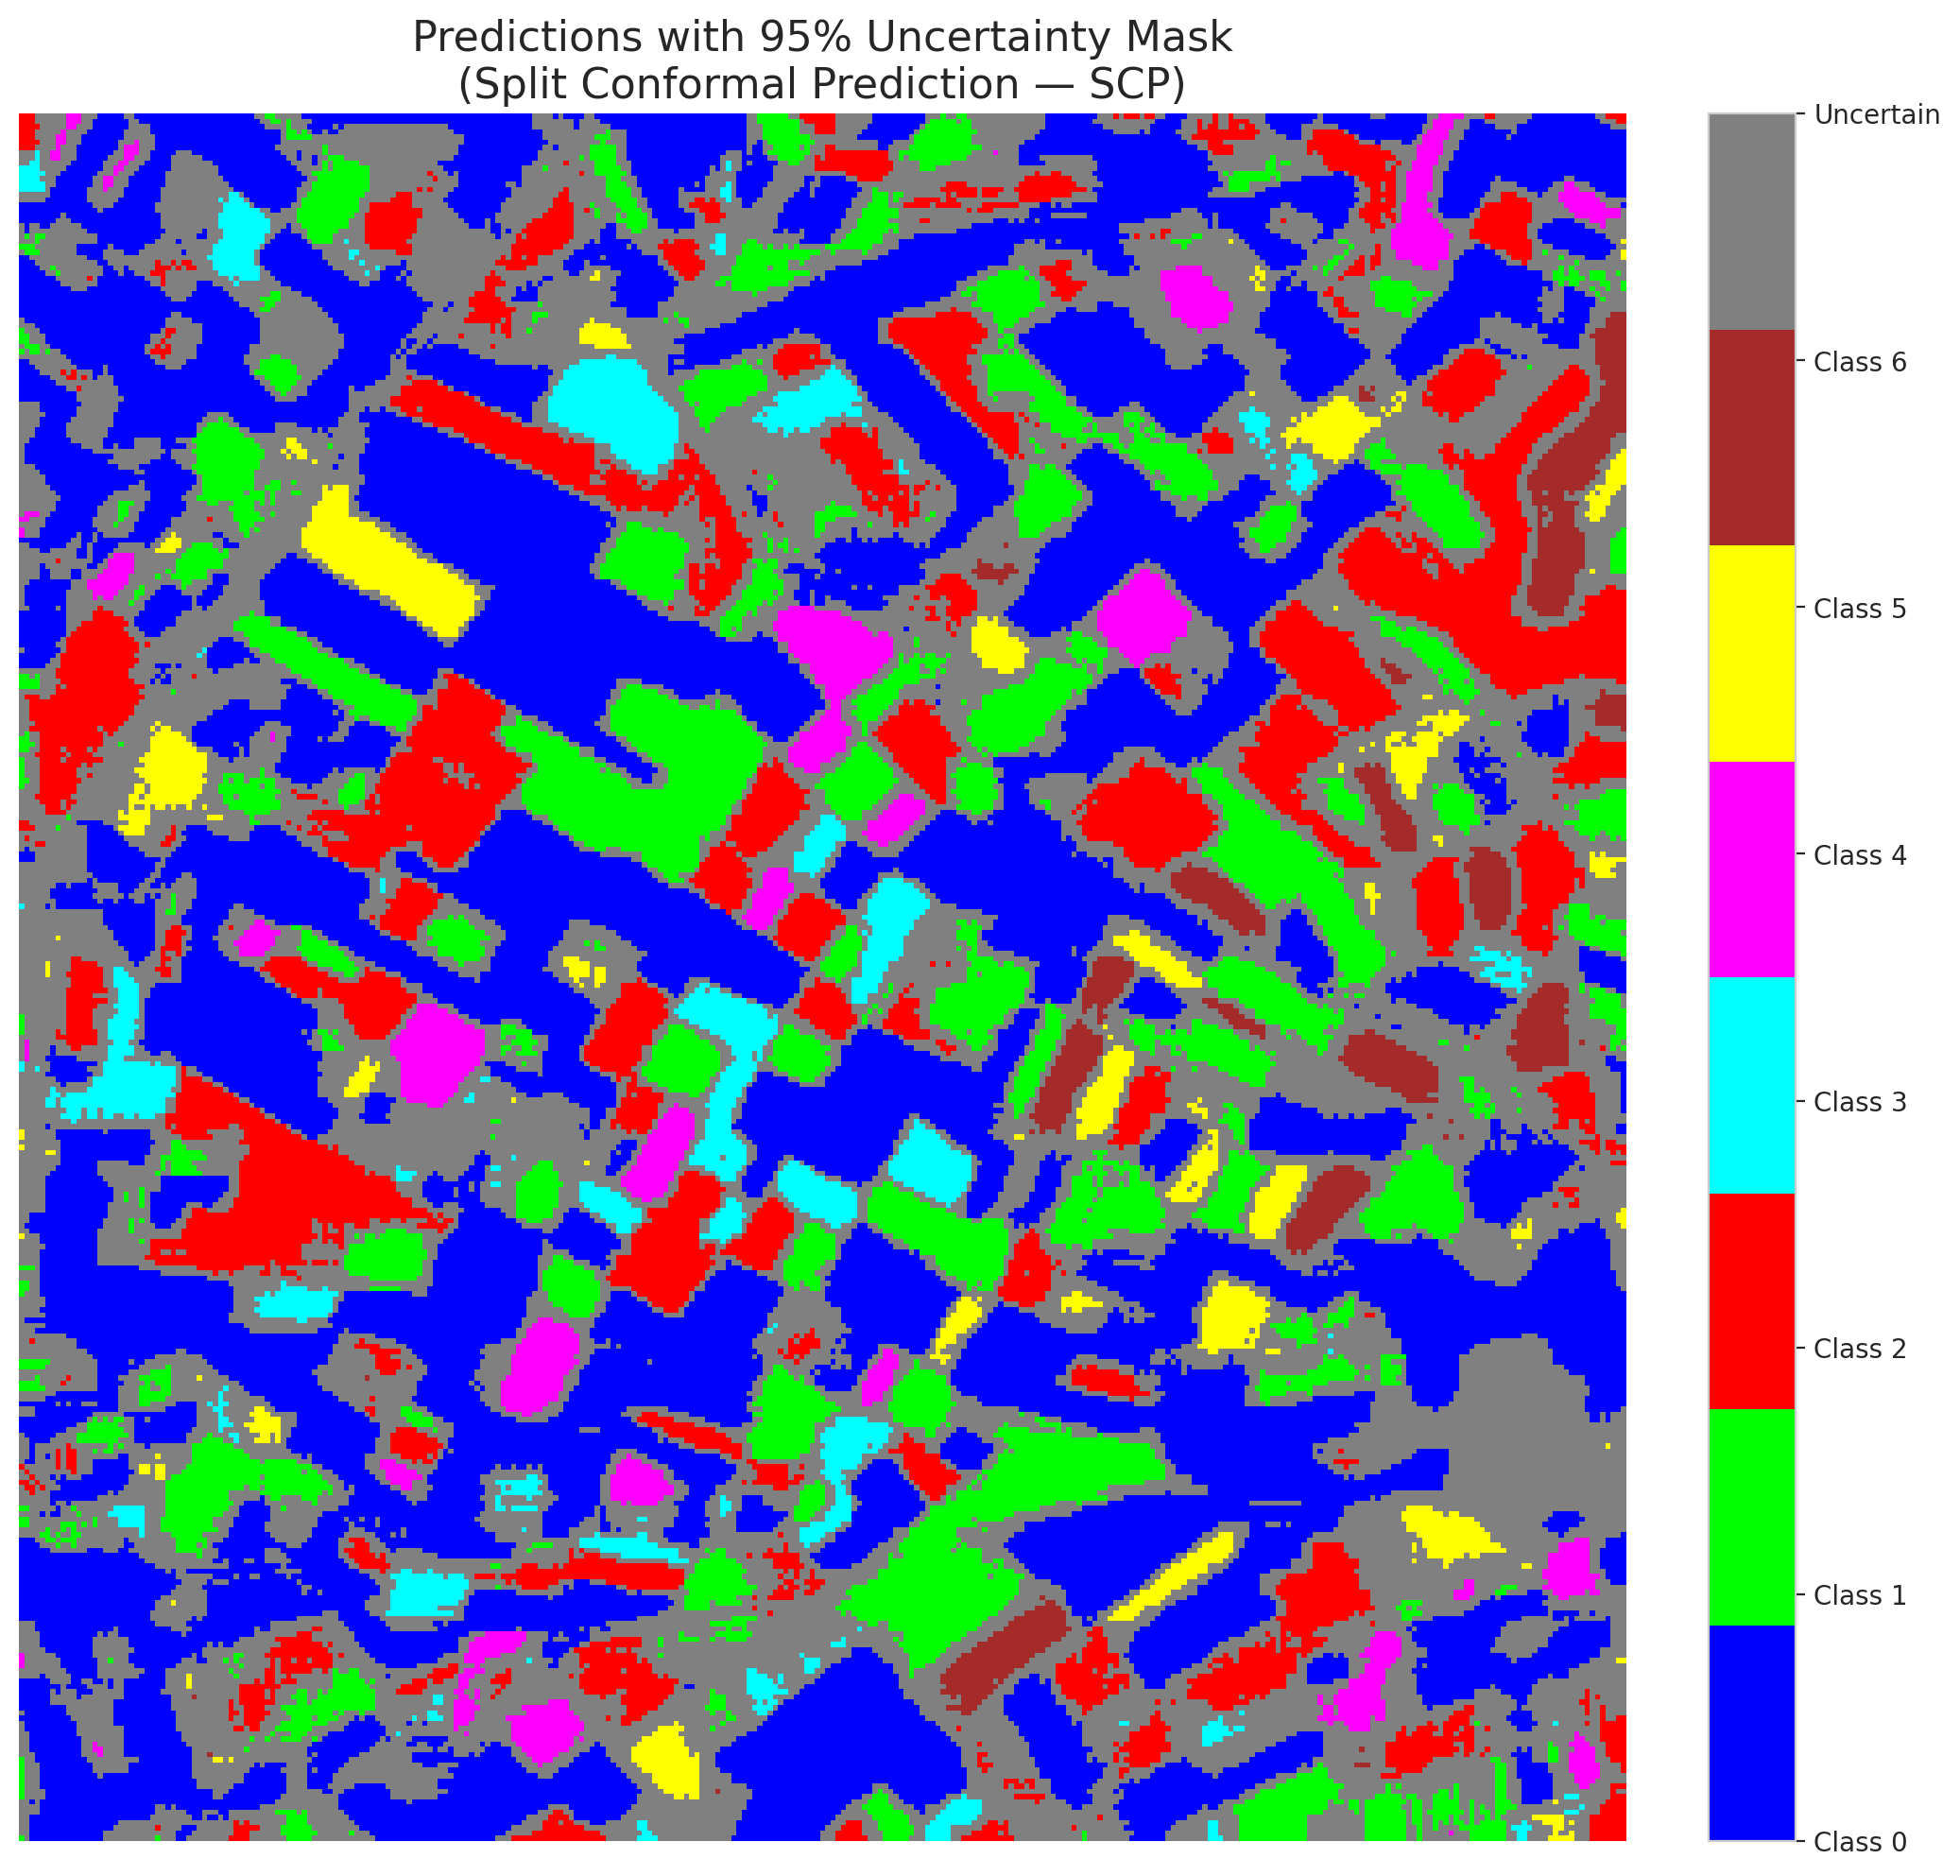 Predictions with 95% Uncertainty Mask
(Split Conformal Prediction — SCP)
Uncertain
Class 6
Class 5
Class 4
Class 3
Class 2
Class 1
Class 0